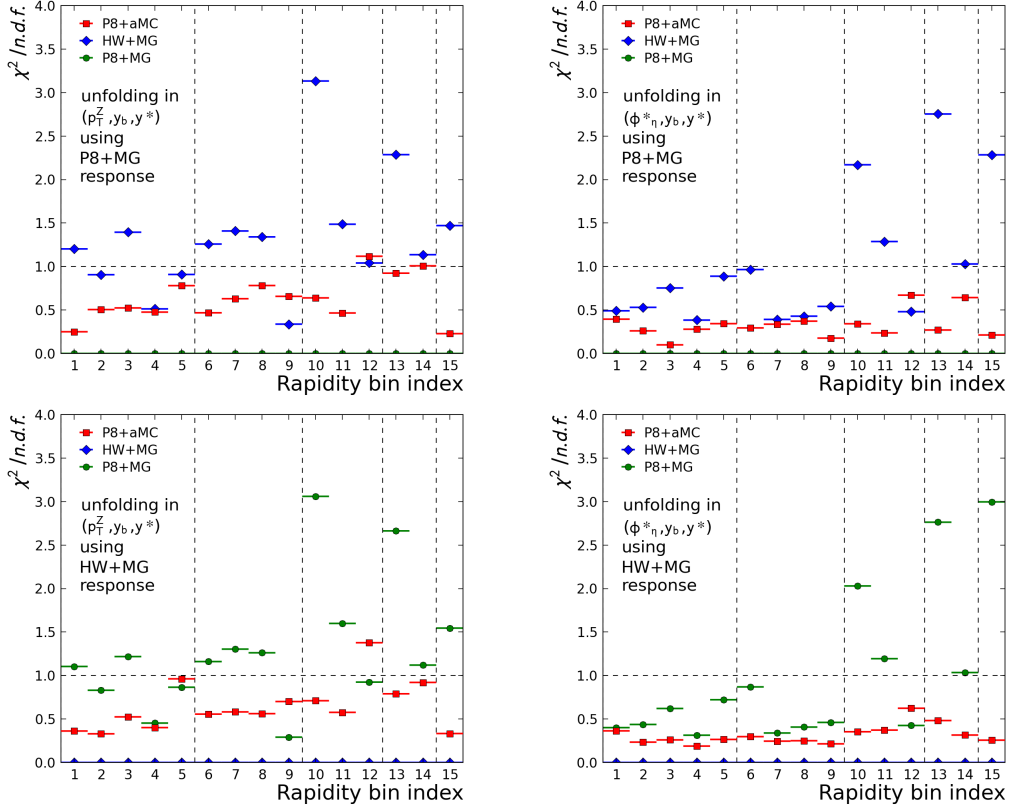 4.0
3.5
3.0
2.5
2.0
1.5
1.0
0.5
0.0
χ² /n.d.f.
P8+aMC
HW+MG
P8+MG
unfolding in
(p_T^Z, y_b, y*)
using
P8+MG
response
1 2 3 4 5 6 7 8 9 10 11 12 13 14 15
Rapidity bin index
4.0
3.5
3.0
2.5
2.0
1.5
1.0
0.5
0.0
χ² /n.d.f.
P8+aMC
HW+MG
P8+MG
unfolding in
(ϕ*_η, y_b, y*)
using
P8+MG
response
1 2 3 4 5 6 7 8 9 10 11 12 13 14 15
Rapidity bin index
4.0
3.5
3.0
2.5
2.0
1.5
1.0
0.5
0.0
χ² /n.d.f.
P8+aMC
HW+MG
P8+MG
unfolding in
(p_T^Z, y_b, y*)
using
HW+MG
response
1 2 3 4 5 6 7 8 9 10 11 12 13 14 15
Rapidity bin index
4.0
3.5
3.0
2.5
2.0
1.5
1.0
0.5
0.0
χ² /n.d.f.
P8+aMC
HW+MG
P8+MG
unfolding in
(ϕ*_η, y_b, y*)
using
HW+MG
response
1 2 3 4 5 6 7 8 9 10 11 12 13 14 15
Rapidity bin index